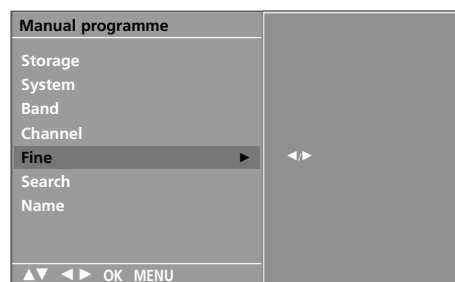 Manual programme
Storage
System
Band
Channel
Fine ► ◄/►
Search
Name
▲▼ ◄ ► OK MENU